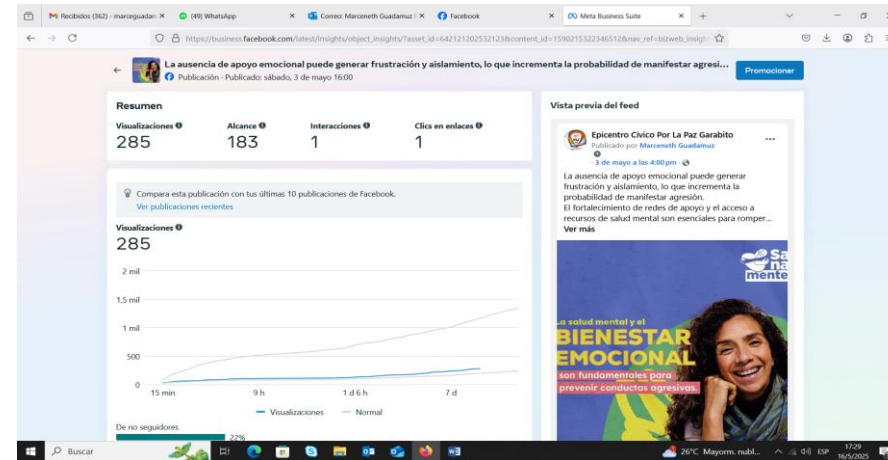 Recibidos (362) - marceguadam
(49) WhatsApp
Correo: Marceneth Guadamuz
Facebook
Meta Business Suite
https://business.facebook.com/latest/insights/object_insights/?asset_id=642121202532123&content_id=1590215322346512&nav_ref=bizweb_insigh
La ausencia de apoyo emocional puede generar frustración y aislamiento, lo que incrementa la probabilidad de manifestar agresi...
Publicación · Publicado: sábado, 3 de mayo 16:00
Promocionar
Resumen
Visualizaciones
Alcance
Interacciones
Clics en enlaces
285
183
1
1
Compara esta publicación con tus últimas 10 publicaciones de Facebook.
Ver publicaciones recientes
Visualizaciones
285
2 mil
1,5 mil
1 mil
500
0
15 min
9 h
1 d 6 h
7 d
Visualizaciones
Normal
De no seguidores
22%
Vista previa del feed
Epicentro Cívico Por La Paz Garabito
Publicado por Marceneth Guadamuz
3 de mayo a las 4:00 pm ·
La ausencia de apoyo emocional puede generar
frustración y aislamiento, lo que incrementa la
probabilidad de manifestar agresión.
El fortalecimiento de redes de apoyo y el acceso a
recursos de salud mental son esenciales para romper...
Ver más
Sa
na
mente
La salud mental y el
BIENESTAR
EMOCIONAL
son fundamentales para
prevenir conductas agresivas.
Buscar
26°C Mayorm. nubl...
ESP
17:29
16/5/2025